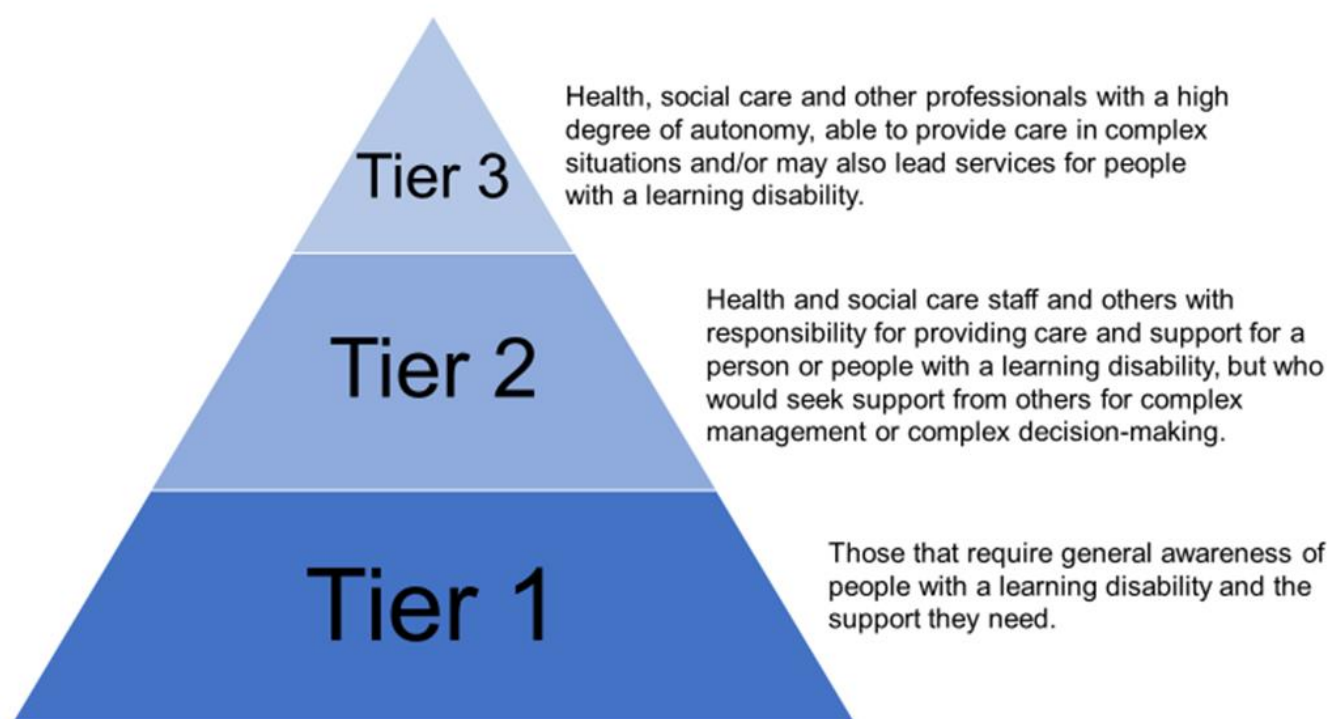 Tier 3
Health, social care and other professionals with a high
degree of autonomy, able to provide care in complex
situations and/or may also lead services for people
with a learning disability.
Tier 2
Health and social care staff and others with
responsibility for providing care and support for a
person or people with a learning disability, but who
would seek support from others for complex
management or complex decision-making.
Tier 1
Those that require general awareness of
people with a learning disability and the
support they need.